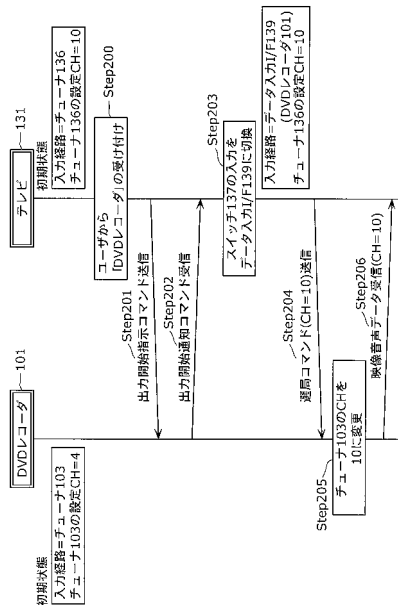 DVDレコーダ
101
テレビ
131
初期状態
入力経路=チューナ103
チューナ103の設定CH=4
初期状態
入力経路=チューナ136
チューナ136の設定CH=10
Step200
ユーザから
「DVDレコーダ」の受け付け
Step201
出力開始指示コマンド送信
Step202
出力開始通知コマンド受信
Step203
スイッチ137の入力を
データ入力I/F139に切換
入力経路=データ入力I/F139
(DVDレコーダ101)
チューナ136の設定CH=10
Step204
選局コマンド(CH=10)送信
Step205
チューナ103のCHを
10に変更
Step206
映像音声データ受信(CH=10)